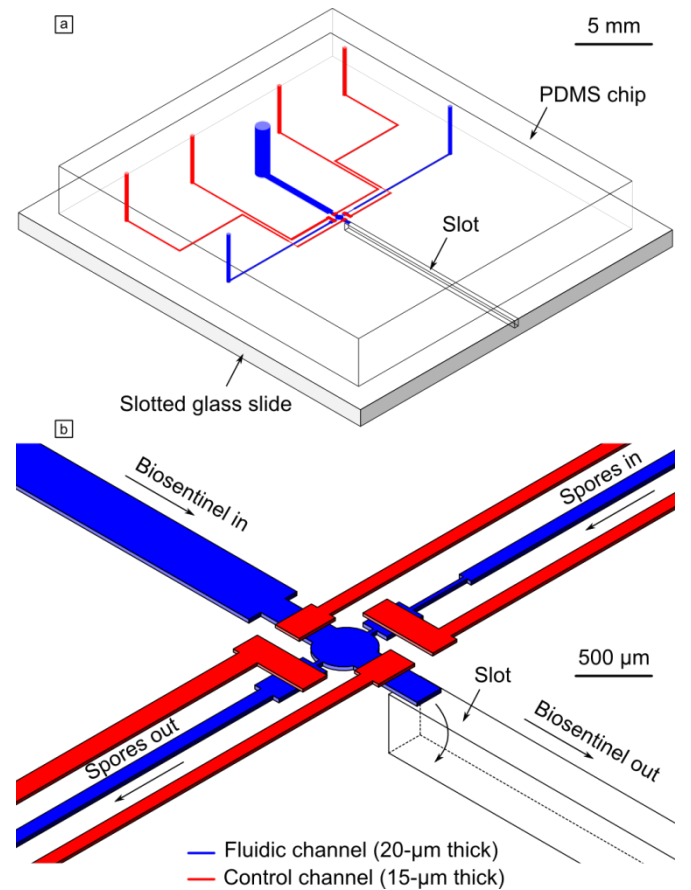 a
5 mm
PDMS chip
Slot
Slotted glass slide
b
Biosentinel in
Spores in
500 µm
Slot
Spores out
Biosentinel out
Fluidic channel (20-µm thick)
Control channel (15-µm thick)